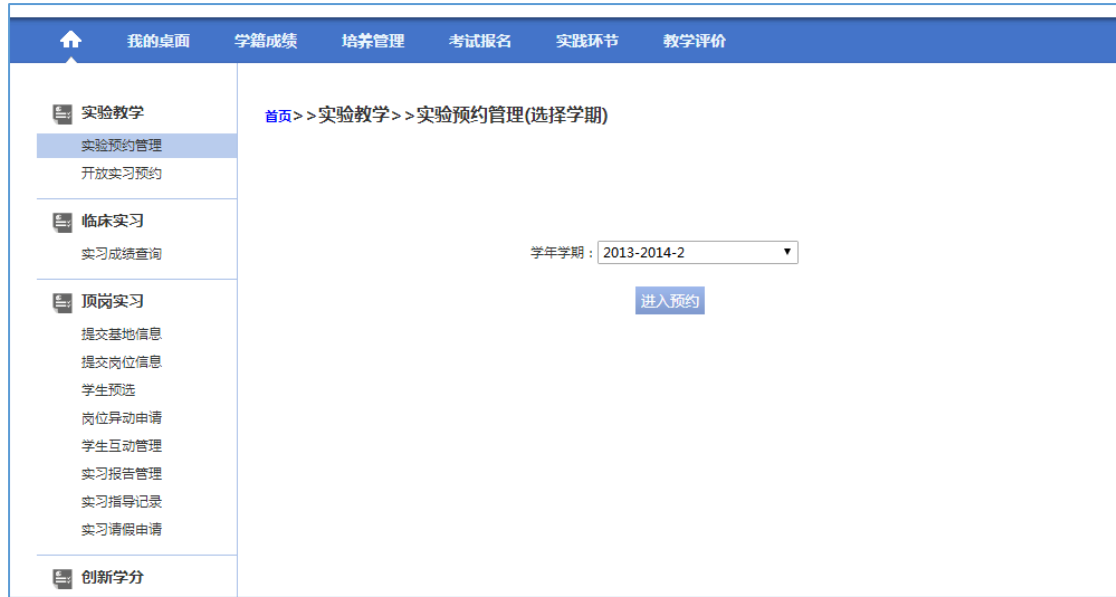 我的桌面 学籍成绩 培养管理 考试报名 实践环节 教学评价
实验教学
实验预约管理
开放实习预约
临床实习
实习成绩查询
顶岗实习
提交基地信息
提交岗位信息
学生预选
岗位异动申请
学生互动管理
实习报告管理
实习指导记录
实习请假申请
创新学分
首页>>实验教学>>实验预约管理(选择学期)
学年学期：2013-2014-2
进入预约